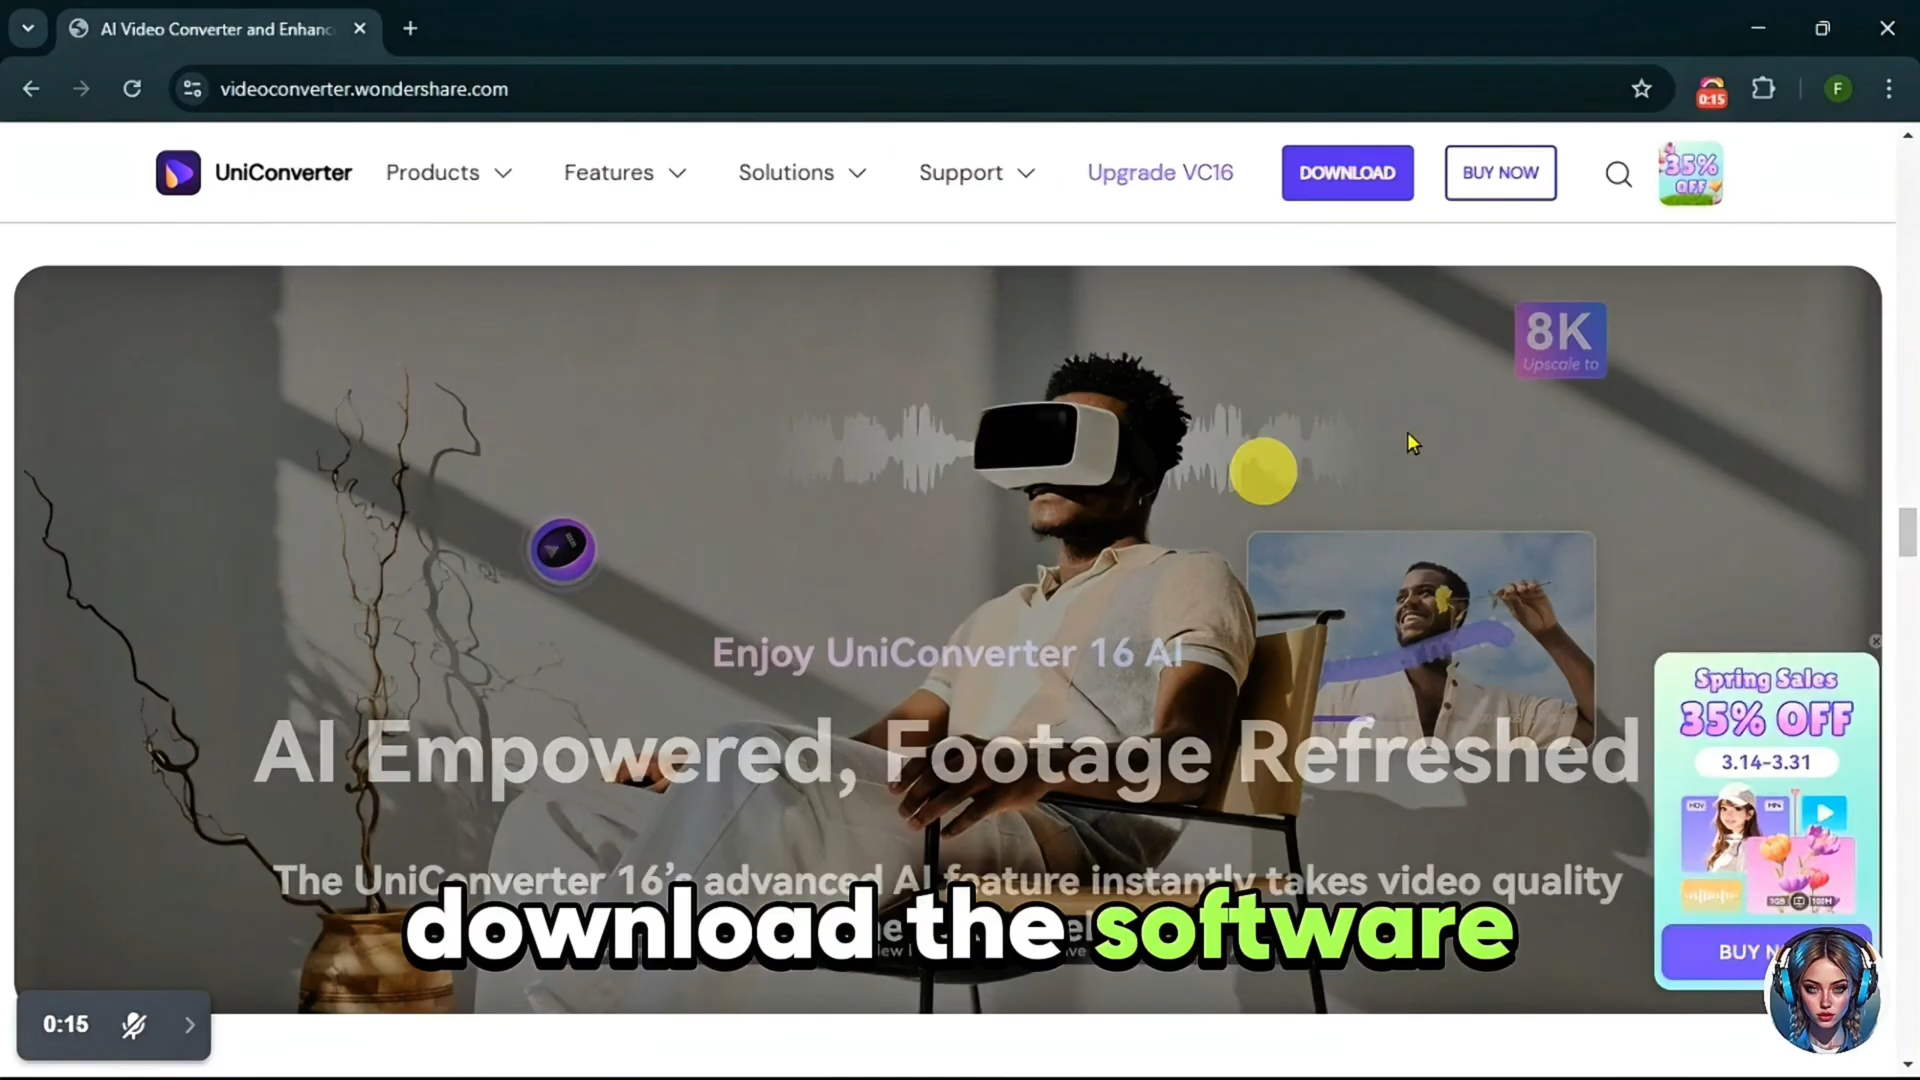 AI Video Converter and Enhanc
videoconverter.wondershare.com
0:15
F
UniConverter
Products
Features
Solutions
Support
Upgrade VC16
DOWNLOAD
BUY NOW
35%
OFF
8K
Upscale to
Enjoy UniConverter 16 AI
AI Empowered, Footage Refreshed
The UniConverter 16's advanced AI feature instantly takes video quality
download the software
Spring Sales
35% OFF
3.14-3.31
MOV
BUY N
0:15